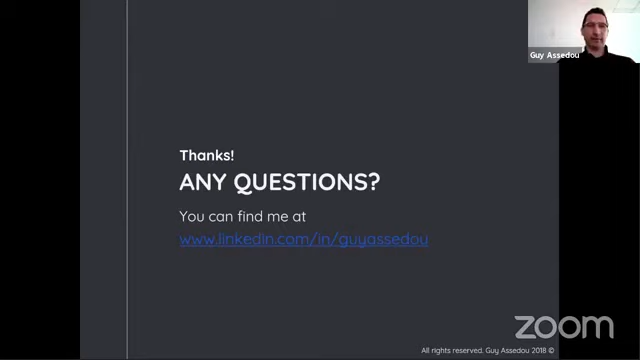 Guy Assedou
Thanks!
ANY QUESTIONS?
You can find me at
www.linkedin.com/in/guyassedou
zoom
All rights reserved. Guy Assedou 2018 ©